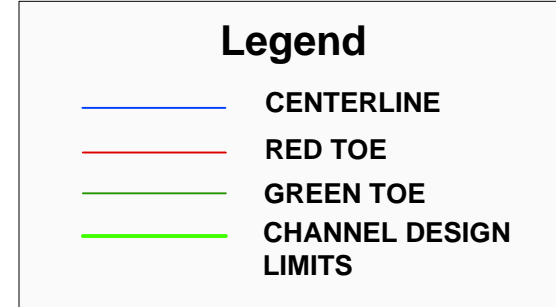 Legend
CENTERLINE
RED TOE
GREEN TOE
CHANNEL DESIGN
LIMITS